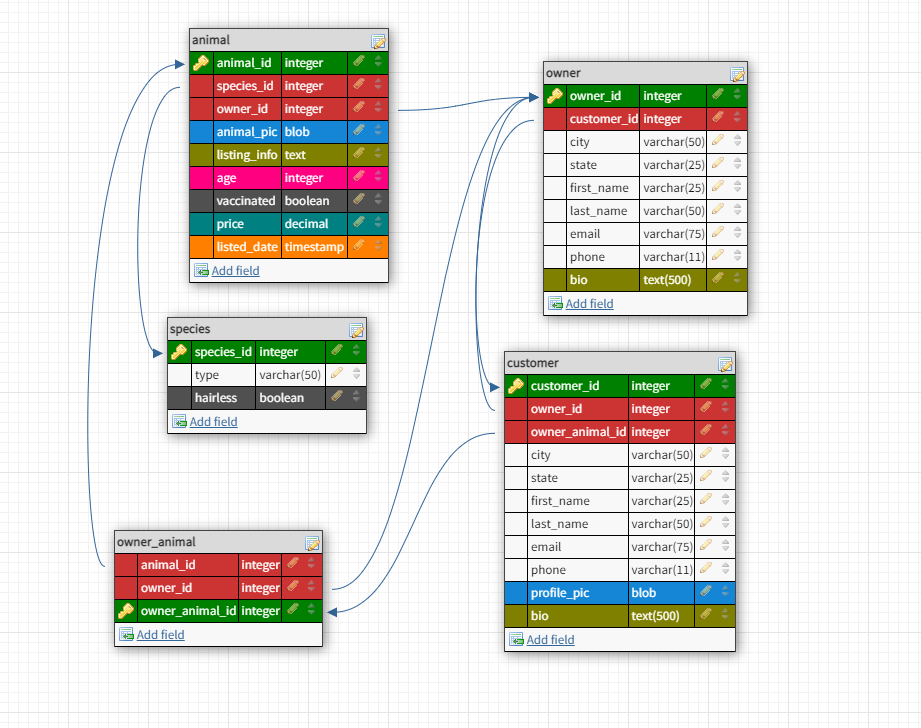 animal
animal_id integer
species_id integer
owner_id integer
animal_pic blob
listing_info text
age integer
vaccinated boolean
price decimal
listed_date timestamp
Add field
owner
owner_id integer
customer_id integer
city varchar(50)
state varchar(25)
first_name varchar(25)
last_name varchar(50)
email varchar(75)
phone varchar(11)
bio text(500)
Add field
species
species_id integer
type varchar(50)
hairless boolean
Add field
customer
customer_id integer
owner_id integer
owner_animal_id integer
city varchar(50)
state varchar(25)
first_name varchar(25)
last_name varchar(50)
email varchar(75)
phone varchar(11)
profile_pic blob
bio text(500)
Add field
owner_animal
animal_id integer
owner_id integer
owner_animal_id integer
Add field